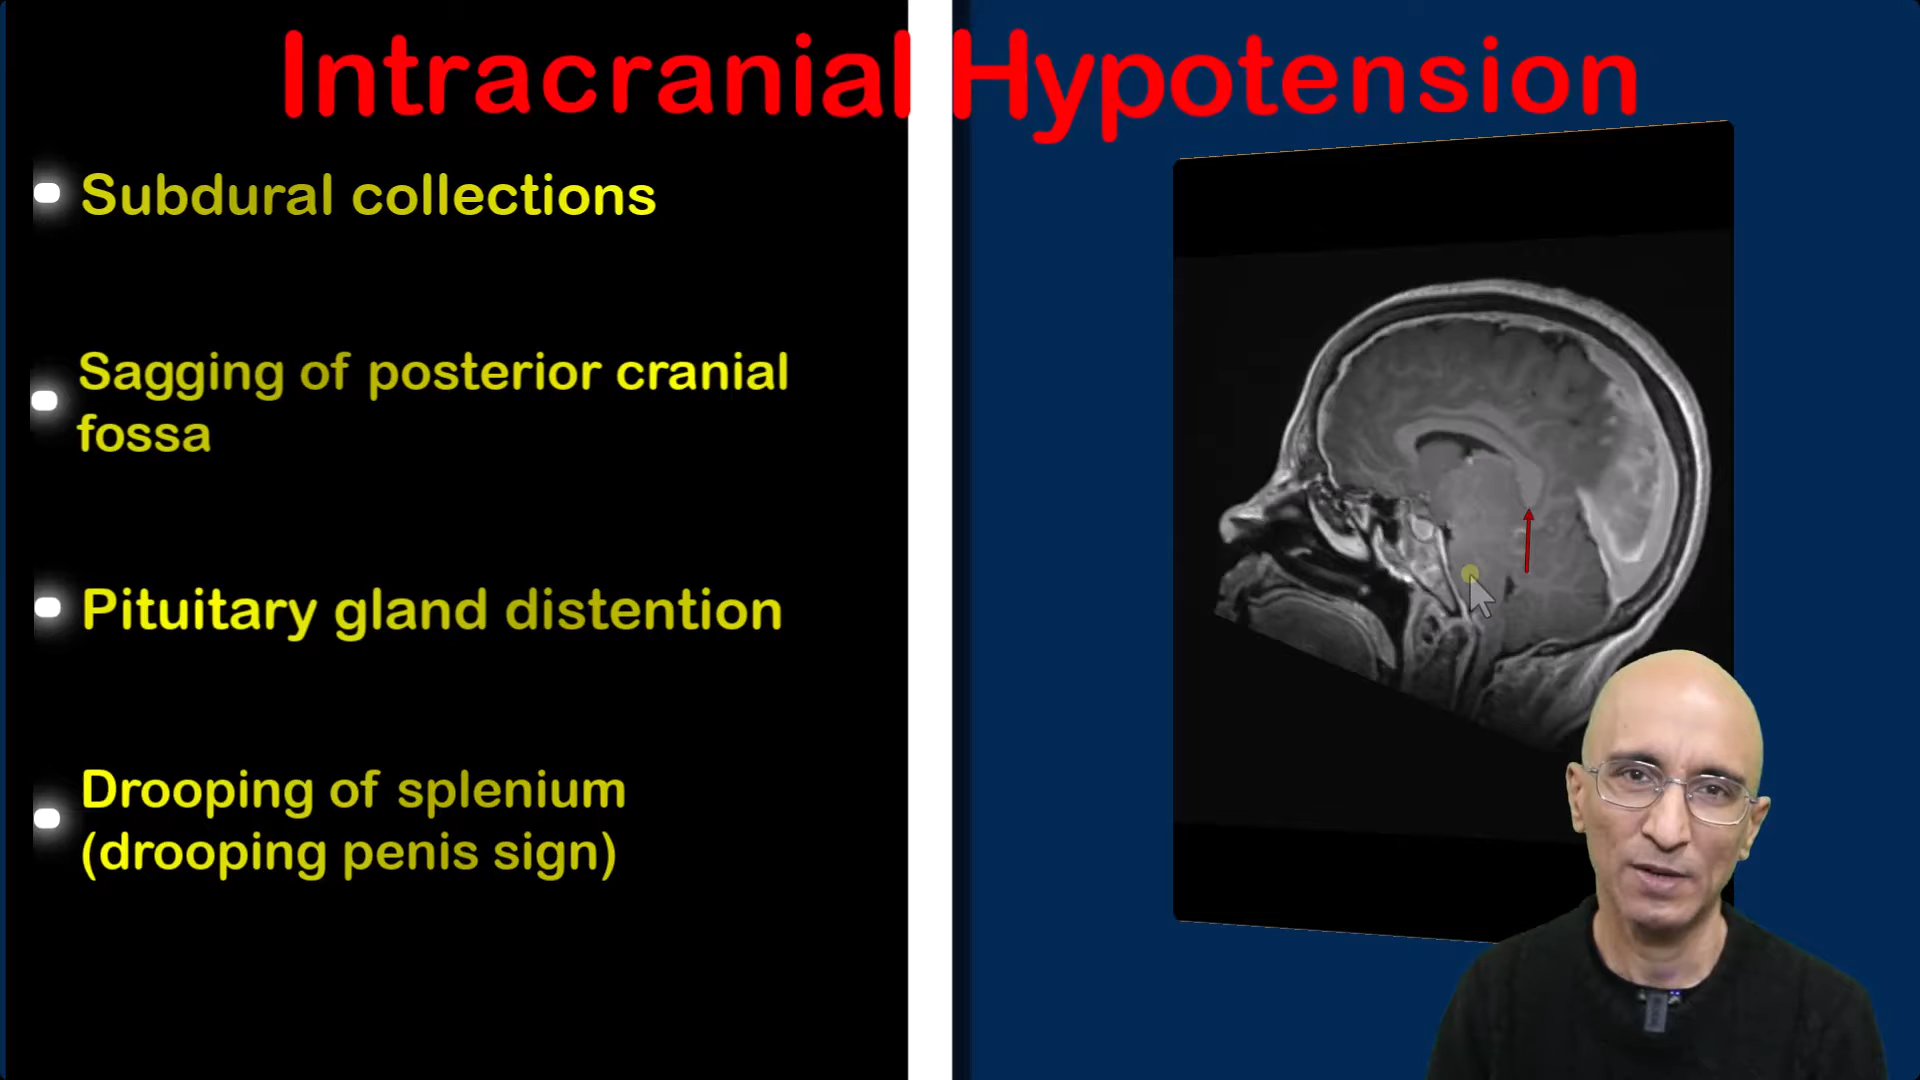 Intracranial Hypotension
Subdural collections
Sagging of posterior cranial
fossa
Pituitary gland distention
Drooping of splenium
(drooping penis sign)